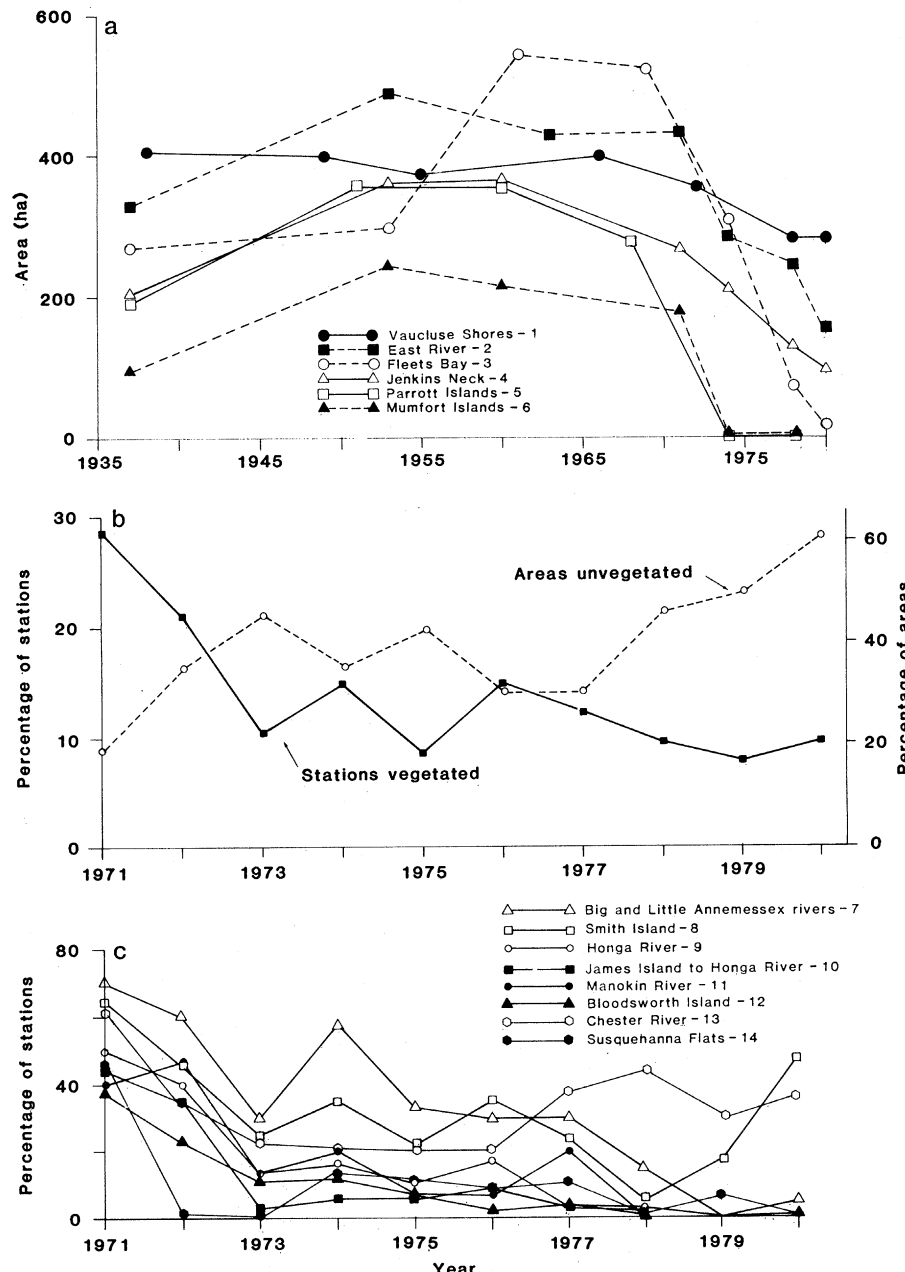 a
600
400
200
0
Area (ha)
Vaucluse Shores - 1
East River - 2
Fleets Bay - 3
Jenkins Neck - 4
Parrott Islands - 5
Mumfort Islands - 6
1935 1945 1955 1965 1975
b
30
20
10
0
Percentage of stations
Areas unvegetated
Stations vegetated
60
40
20
0
Percentage of areas
1971 1973 1975 1977 1979
Big and Little Annemessex rivers - 7
Smith Island - 8
Honga River - 9
James Island to Honga River - 10
Manokin River - 11
Bloodsworth Island - 12
Chester River - 13
Susquehanna Flats - 14
c
80
40
0
Percentage of stations
1971 1973 1975 1977 1979
Year